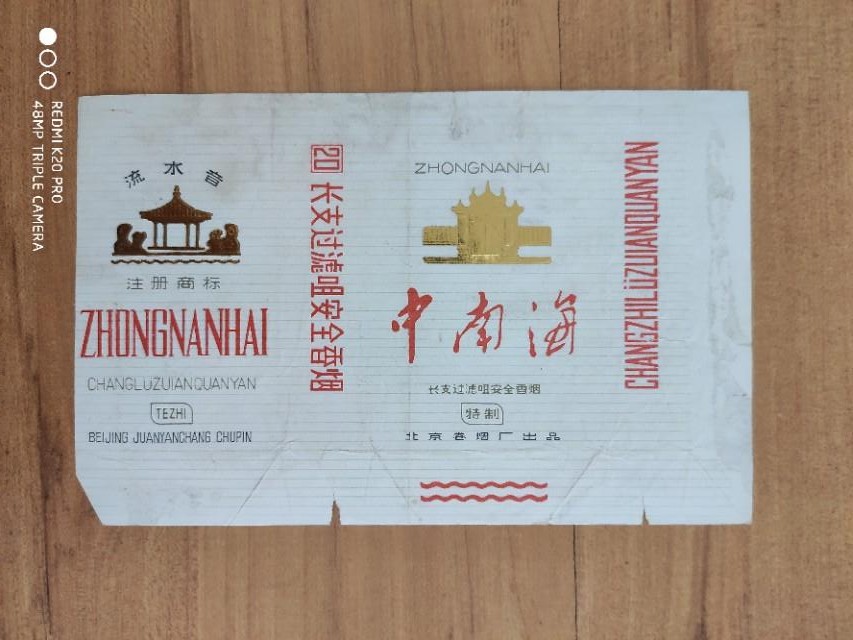 REDMI K20 PRO
48MP TRIPLE CAMERA
流水音
注册商标
ZHONGNANHAI
CHANGLUZUIANQUANYAN
TEZHI
BEIJING JUANYANCHANG CHUPIN
20 长支过滤咀安全香烟
ZHONGNANHAI
中南海
长支过滤咀安全香烟
特制
北京卷烟厂出品
CHANGZHILÜZUIANQUANYAN